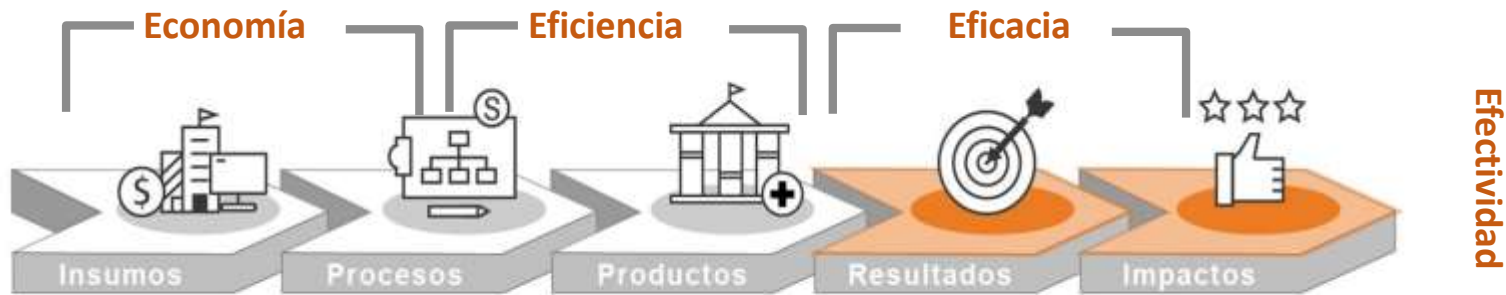 Economía
Eficiencia
Eficacia
Efectividad
$
S
Insumos
Procesos
Productos
Resultados
Impactos